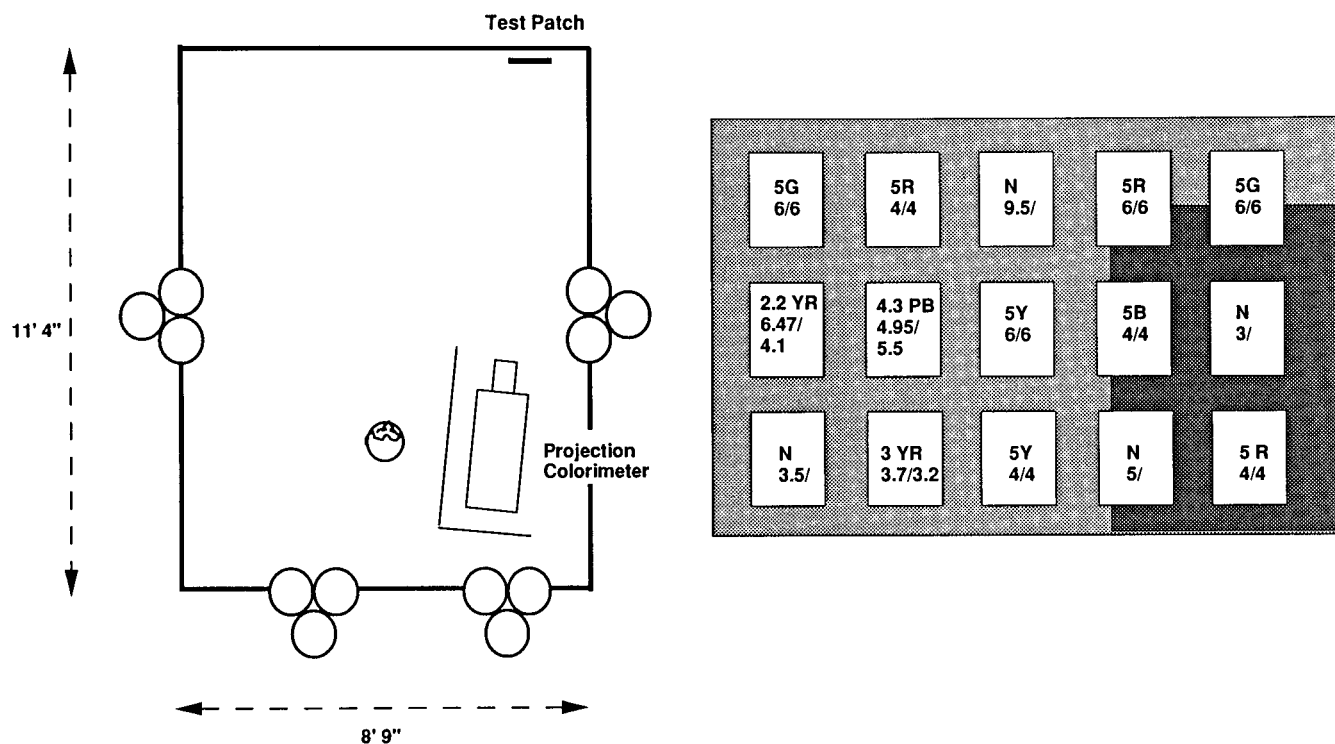 Test Patch
11' 4"
Projection
Colorimeter
8' 9"
5G
6/6
5R
4/4
N
9.5/
5R
6/6
5G
6/6
2.2 YR
6.47/
4.1
4.3 PB
4.95/
5.5
5Y
6/6
5B
4/4
N
3/
N
3.5/
3 YR
3.7/3.2
5Y
4/4
N
5/
5 R
4/4